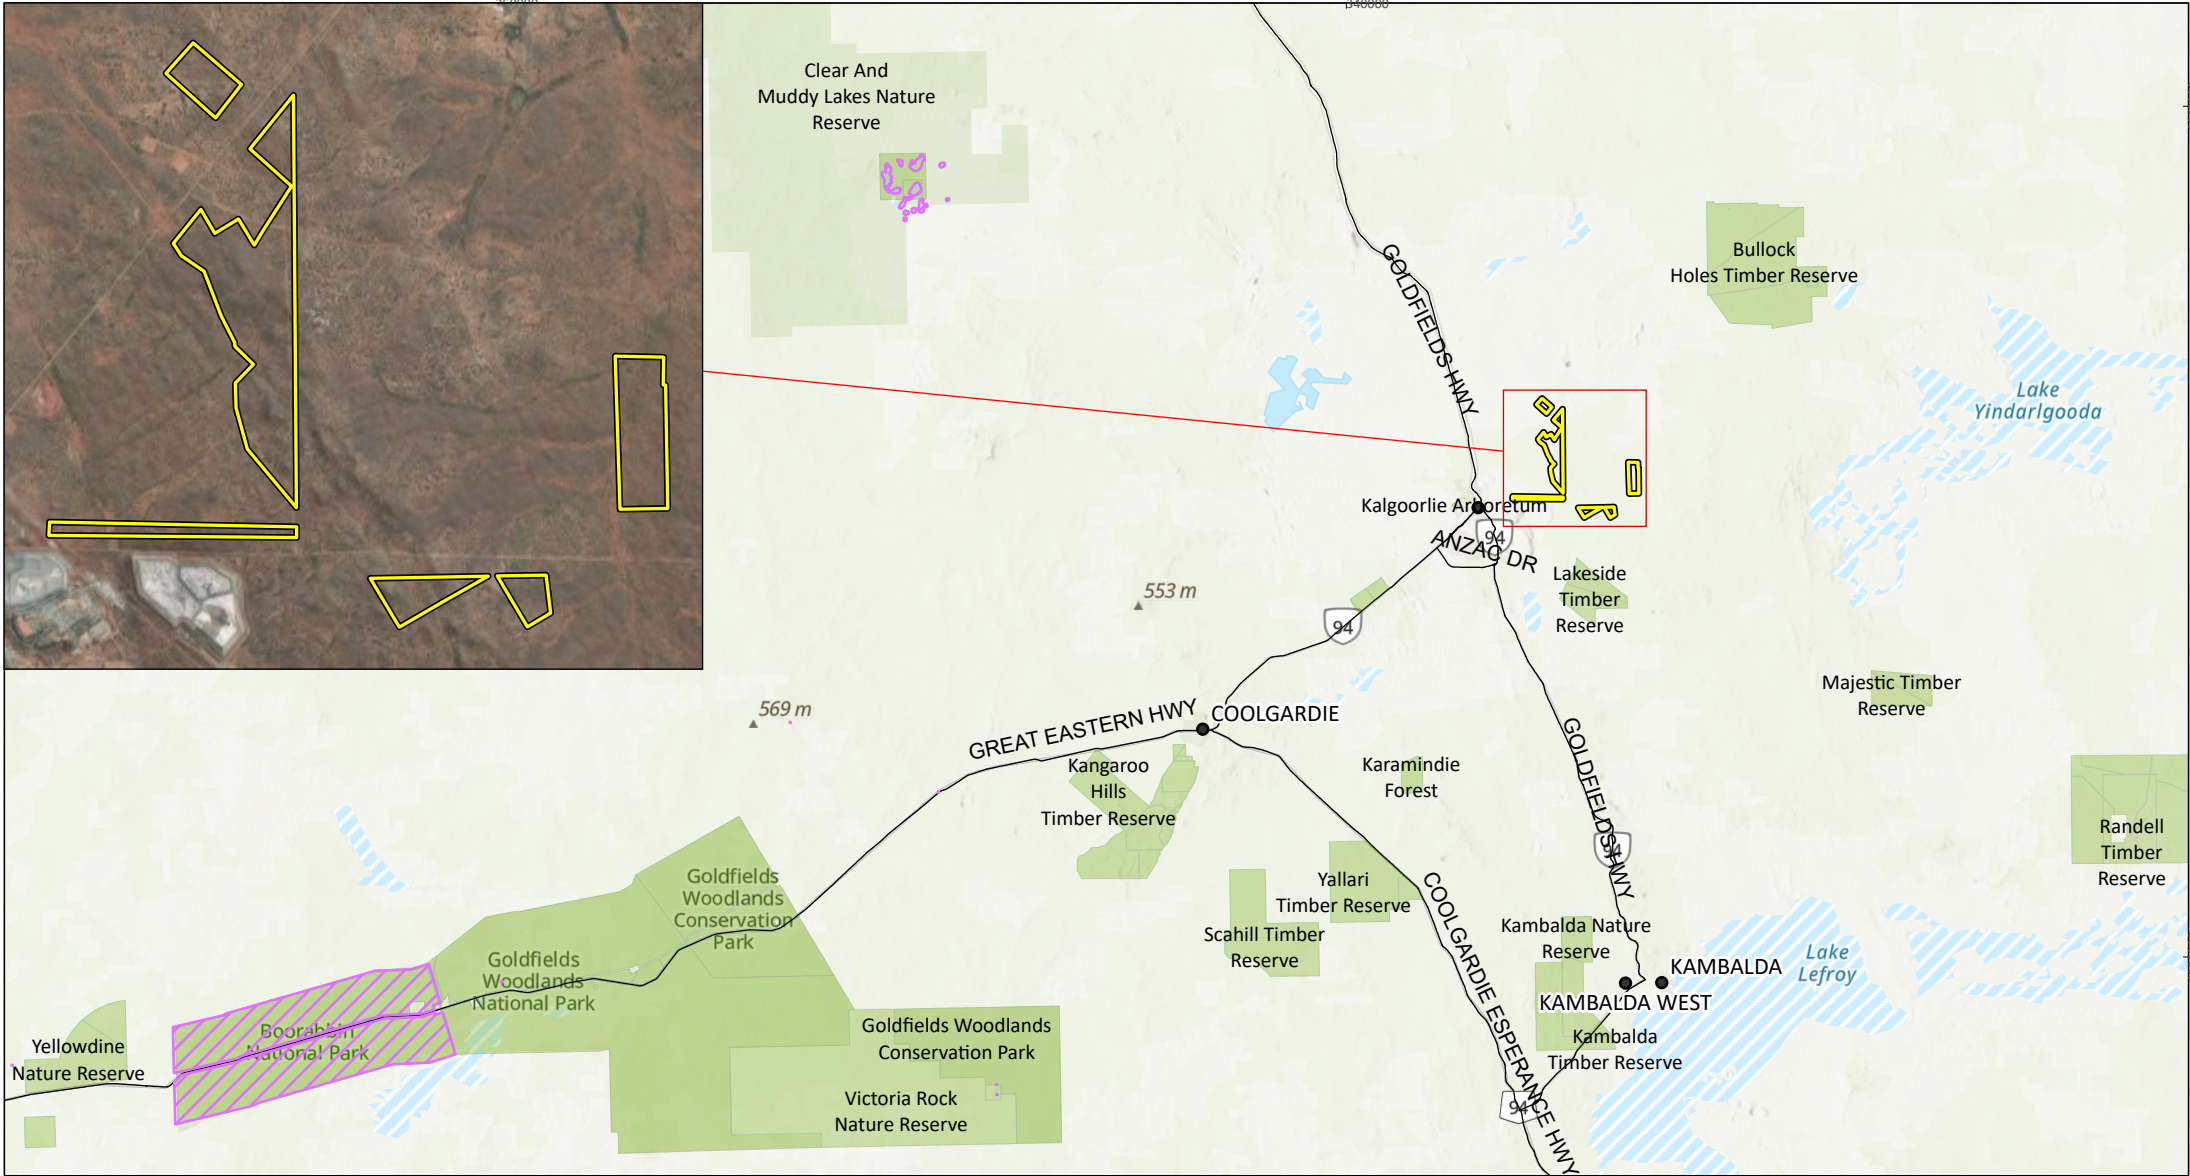 Clear And
Muddy Lakes Nature
Reserve
GOLDFIELDS HWY
Bullock
Holes Timber Reserve
Lake
Yindarlgooda
Kalgoorlie Arboretum
94
ANZAC DR
Lakeside
Timber
Reserve
553 m
94
569 m
GREAT EASTERN HWY
COOLGARDIE
Majestic Timber
Reserve
Kangaroo
Hills
Timber Reserve
Karamindie
Forest
GOLDFIELDS HWY
94
Randell
Timber
Reserve
Goldfields
Woodlands
Conservation
Park
Yallari
Timber Reserve
COOLGARDIE ESPERANCE HWY
Scahill Timber
Reserve
Kambalda Nature
Reserve
Lake
Lefroy
KAMBALDA
KAMBALDA WEST
Goldfields
Woodlands
National Park
Boorabbin
National Park
Yellowdine
Nature Reserve
Goldfields Woodlands
Conservation Park
Kambalda
Timber Reserve
Victoria Rock
Nature Reserve
94